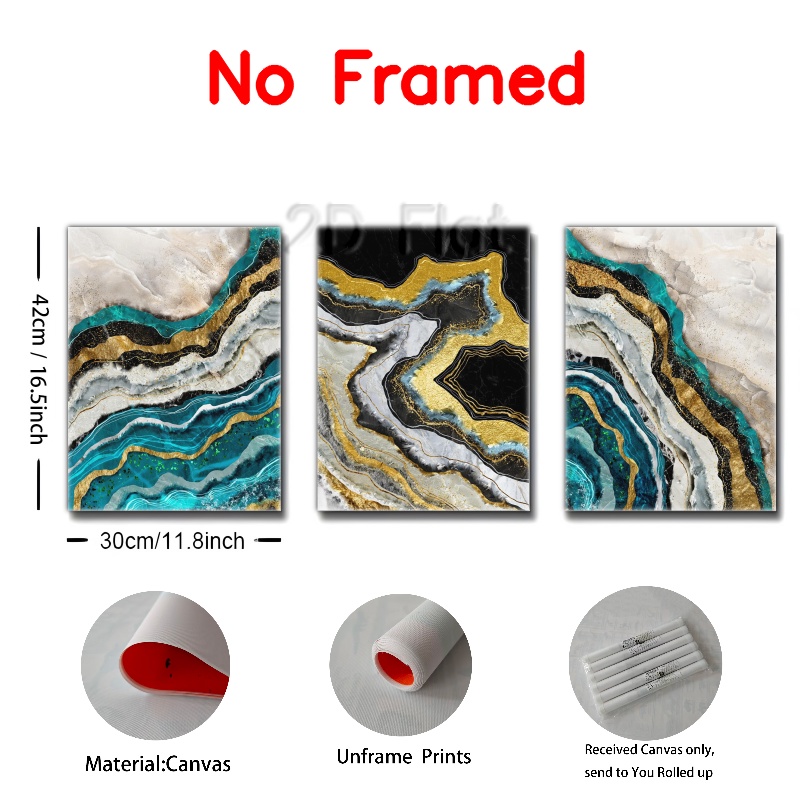 No Framed
2D Flat
42cm / 16.5inch
30cm/11.8inch
Material:Canvas
Unframe Prints
Received Canvas only,
send to You Rolled up